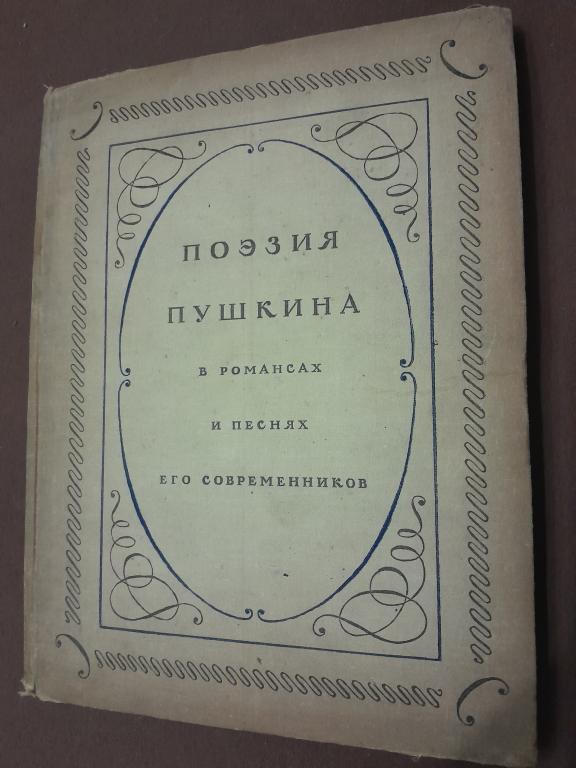 ПОЭЗИЯ
ПУШКИНА
В РОМАНСАХ
И ПЕСНЯХ
ЕГО СОВРЕМЕННИКОВ